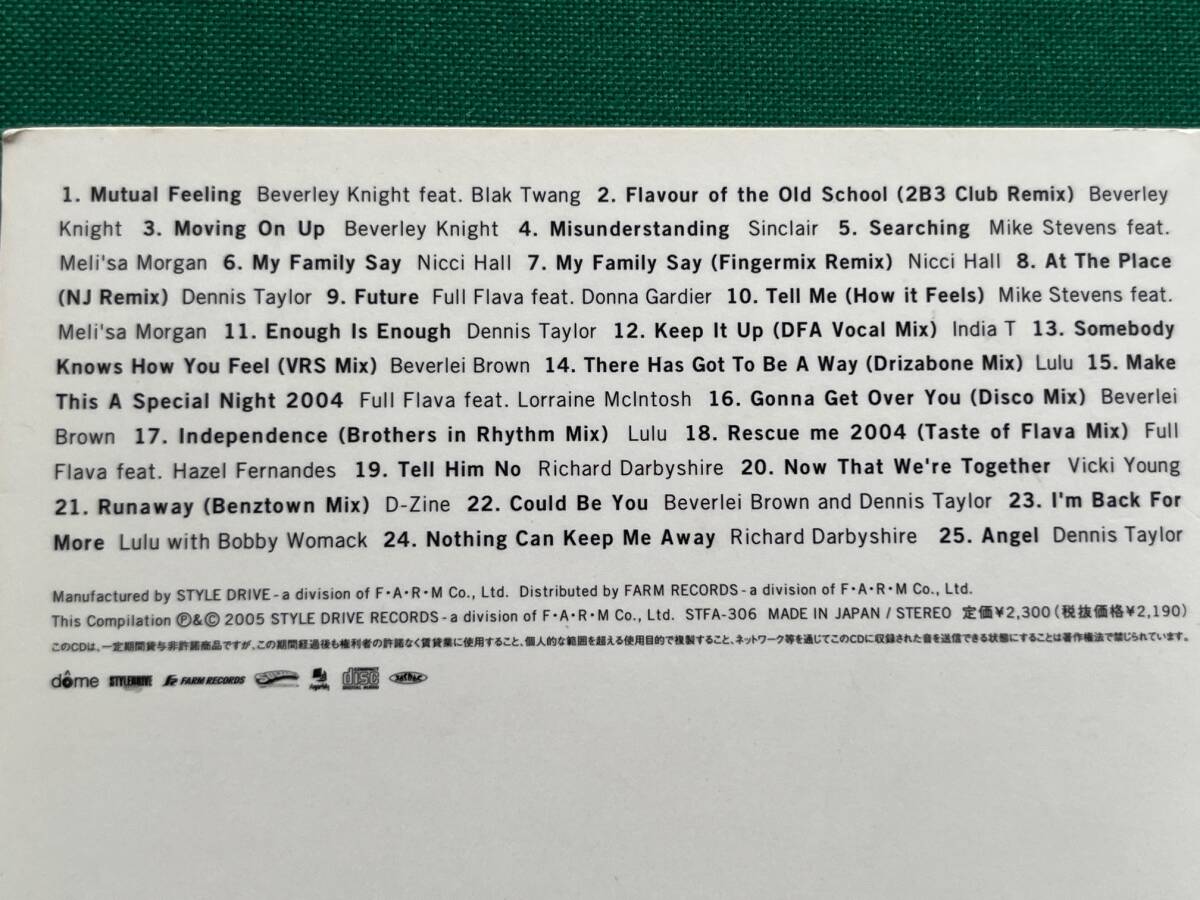 1. Mutual Feeling Beverley Knight feat. Blak Twang 2. Flavour of the Old School (2B3 Club Remix) Beverley
Knight 3. Moving On Up Beverley Knight 4. Misunderstanding Sinclair 5. Searching Mike Stevens feat.
Meli'sa Morgan 6. My Family Say Nicci Hall 7. My Family Say (Fingermix Remix) Nicci Hall 8. At The Place
(NJ Remix) Dennis Taylor 9. Future Full Flava feat. Donna Gardier 10. Tell Me (How it Feels) Mike Stevens feat.
Meli'sa Morgan 11. Enough Is Enough Dennis Taylor 12. Keep It Up (DFA Vocal Mix) India T 13. Somebody
Knows How You Feel (VRS Mix) Beverlei Brown 14. There Has Got To Be A Way (Drizabone Mix) Lulu 15. Make
This A Special Night 2004 Full Flava feat. Lorraine McIntosh 16. Gonna Get Over You (Disco Mix) Beverlei
Brown 17. Independence (Brothers in Rhythm Mix) Lulu 18. Rescue me 2004 (Taste of Flava Mix) Full
Flava feat. Hazel Fernandes 19. Tell Him No Richard Darbyshire 20. Now That We're Together Vicki Young
21. Runaway (Benztown Mix) D-Zine 22. Could Be You Beverlei Brown and Dennis Taylor 23. I'm Back For
More Lulu with Bobby Womack 24. Nothing Can Keep Me Away Richard Darbyshire 25. Angel Dennis Taylor
Manufactured by STYLE DRIVE - a division of F・A・R・M Co., Ltd. Distributed by FARM RECORDS - a division of F・A・R・M Co., Ltd.
This Compilation Ⓟ&Ⓒ 2005 STYLE DRIVE RECORDS - a division of F・A・R・M Co., Ltd. STFA-306 MADE IN JAPAN / STEREO 定価¥2,300(税抜価格¥2,190)
このCDは、一定期間貸与非許諾商品ですが、この期間経過後も権利者の許諾なく賃貸業に使用すること、個人的な範囲を超える使用目的で複製すること、ネットワーク等を通じてこのCDに収録された音を送信できる状態にすることは著作権法で禁じられています。
dôme STYLEDRIVE FARM RECORDS disc JASRAC